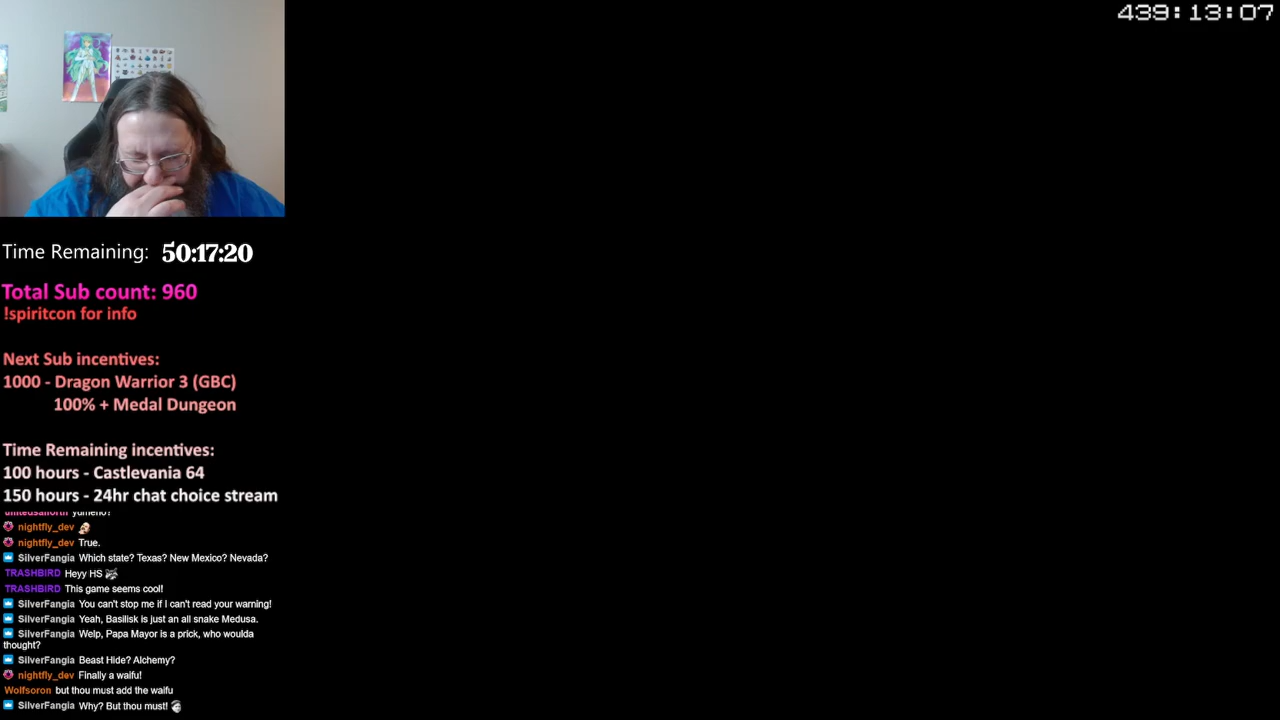 439:13:07
Time Remaining: 50:17:20
Total Sub count: 960
!spiritcon for info
Next Sub incentives:
1000 - Dragon Warrior 3 (GBC)
100% + Medal Dungeon
Time Remaining incentives:
100 hours - Castlevania 64
150 hours - 24hr chat choice stream
nightfly_dev
nightfly_dev True.
SilverFangia Which state? Texas? New Mexico? Nevada?
TRASHBIRD Heyy HS
TRASHBIRD This game seems cool!
SilverFangia You can't stop me if I can't read your warning!
SilverFangia Yeah, Basilisk is just an all snake Medusa.
SilverFangia Welp, Papa Mayor is a prick, who woulda
thought?
SilverFangia Beast Hide? Alchemy?
nightfly_dev Finally a waifu!
Wolfsoron but thou must add the waifu
SilverFangia Why? But thou must!